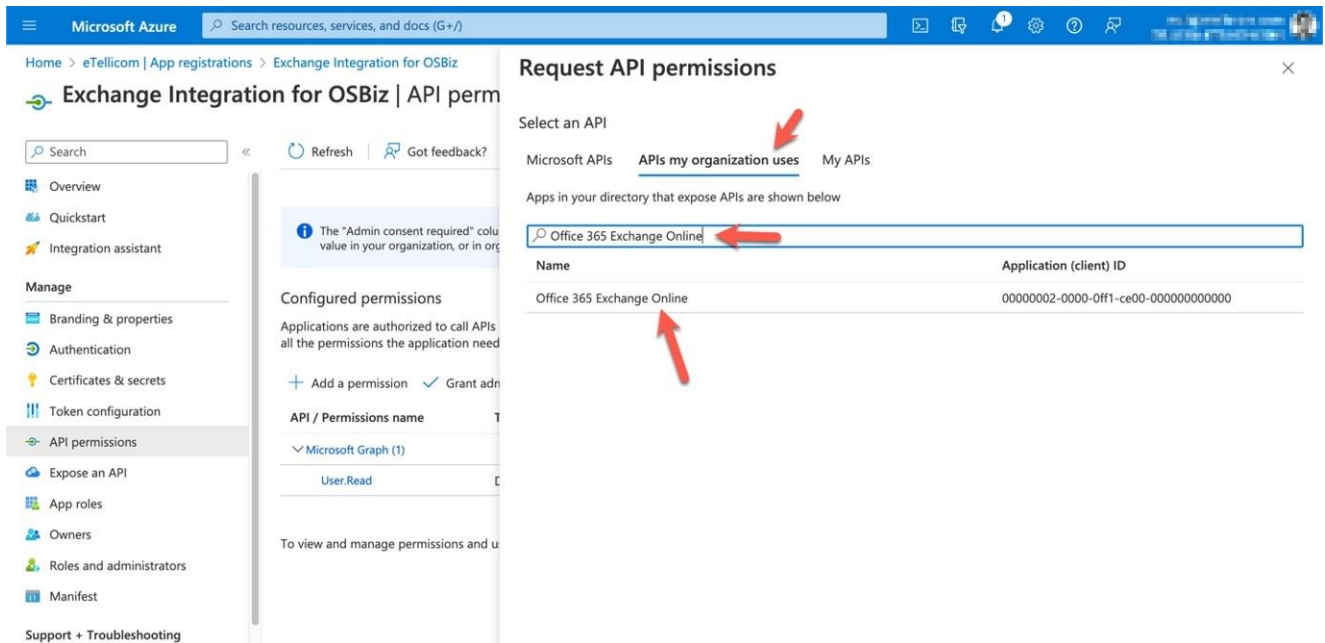 Microsoft Azure
Search resources, services, and docs (G+/)
1
Home > eTellicom | App registrations > Exchange Integration for OSBiz
Exchange Integration for OSBiz | API perm
Search
«
Refresh
Got feedback?
Overview
Quickstart
Integration assistant
Manage
Branding & properties
Authentication
Certificates & secrets
Token configuration
API permissions
Expose an API
App roles
Owners
Roles and administrators
Manifest
Support + Troubleshooting
The "Admin consent required" colu
value in your organization, or in org
Configured permissions
Applications are authorized to call APIs
all the permissions the application need
Add a permission
Grant adn
API / Permissions name
Microsoft Graph (1)
User.Read
To view and manage permissions and u
Request API permissions
Select an API
Microsoft APIs
APIs my organization uses
My APIs
Apps in your directory that expose APIs are shown below
Office 365 Exchange Online
Name
Application (client) ID
Office 365 Exchange Online
00000002-0000-0ff1-ce00-000000000000